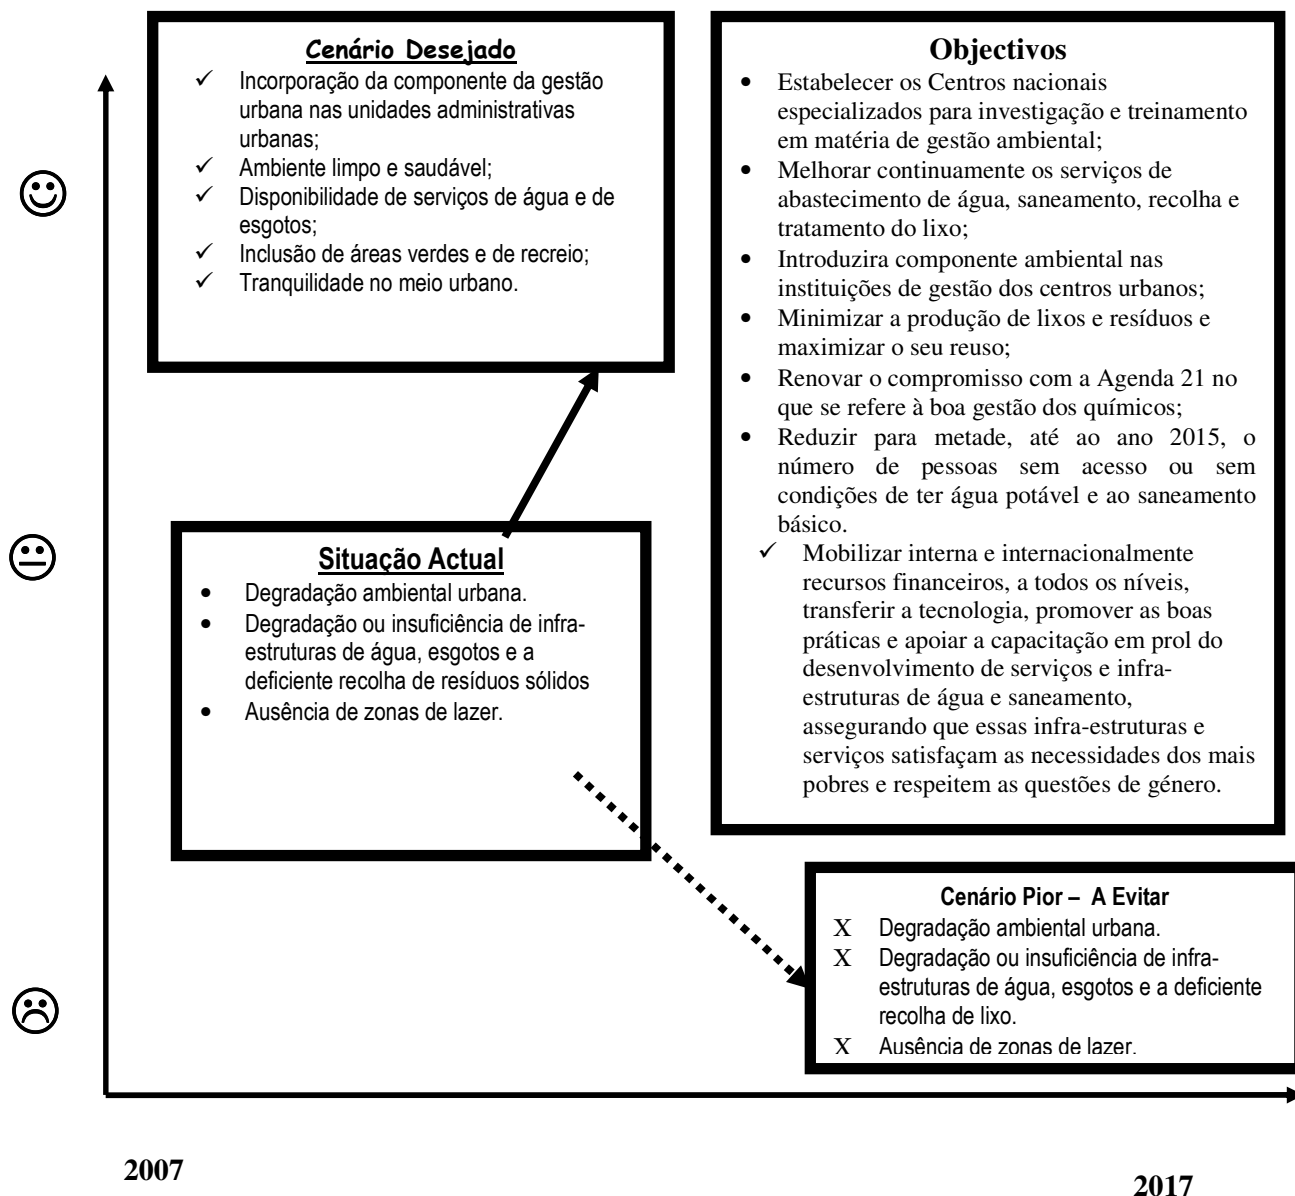 Cenário Desejado
✓ Incorporação da componente da gestão
urbana nas unidades administrativas
urbanas;
✓ Ambiente limpo e saudável;
✓ Disponibilidade de serviços de água e de
esgotos;
✓ Inclusão de áreas verdes e de recreio;
✓ Tranquilidade no meio urbano.
Objectivos
• Estabelecer os Centros nacionais
especializados para investigação e treinamento
em matéria de gestão ambiental;
• Melhorar continuamente os serviços de
abastecimento de água, saneamento, recolha e
tratamento do lixo;
• Introduzira componente ambiental nas
instituições de gestão dos centros urbanos;
• Minimizar a produção de lixos e resíduos e
maximizar o seu reuso;
• Renovar o compromisso com a Agenda 21 no
que se refere à boa gestão dos químicos;
• Reduzir para metade, até ao ano 2015, o
número de pessoas sem acesso ou sem
condições de ter água potável e ao saneamento
básico.
✓ Mobilizar interna e internacionalmente
recursos financeiros, a todos os níveis,
transferir a tecnologia, promover as boas
práticas e apoiar a capacitação em prol do
desenvolvimento de serviços e infra-
estruturas de água e saneamento,
assegurando que essas infra-estruturas e
serviços satisfaçam as necessidades dos mais
pobres e respeitem as questões de género.
Situação Actual
• Degradação ambiental urbana.
• Degradação ou insuficiência de infra-
estruturas de água, esgotos e a
deficiente recolha de resíduos sólidos
• Ausência de zonas de lazer.
Cenário Pior – A Evitar
X Degradação ambiental urbana.
X Degradação ou insuficiência de infra-
estruturas de água, esgotos e a deficiente
recolha de lixo.
X Ausência de zonas de lazer.
2007
2017